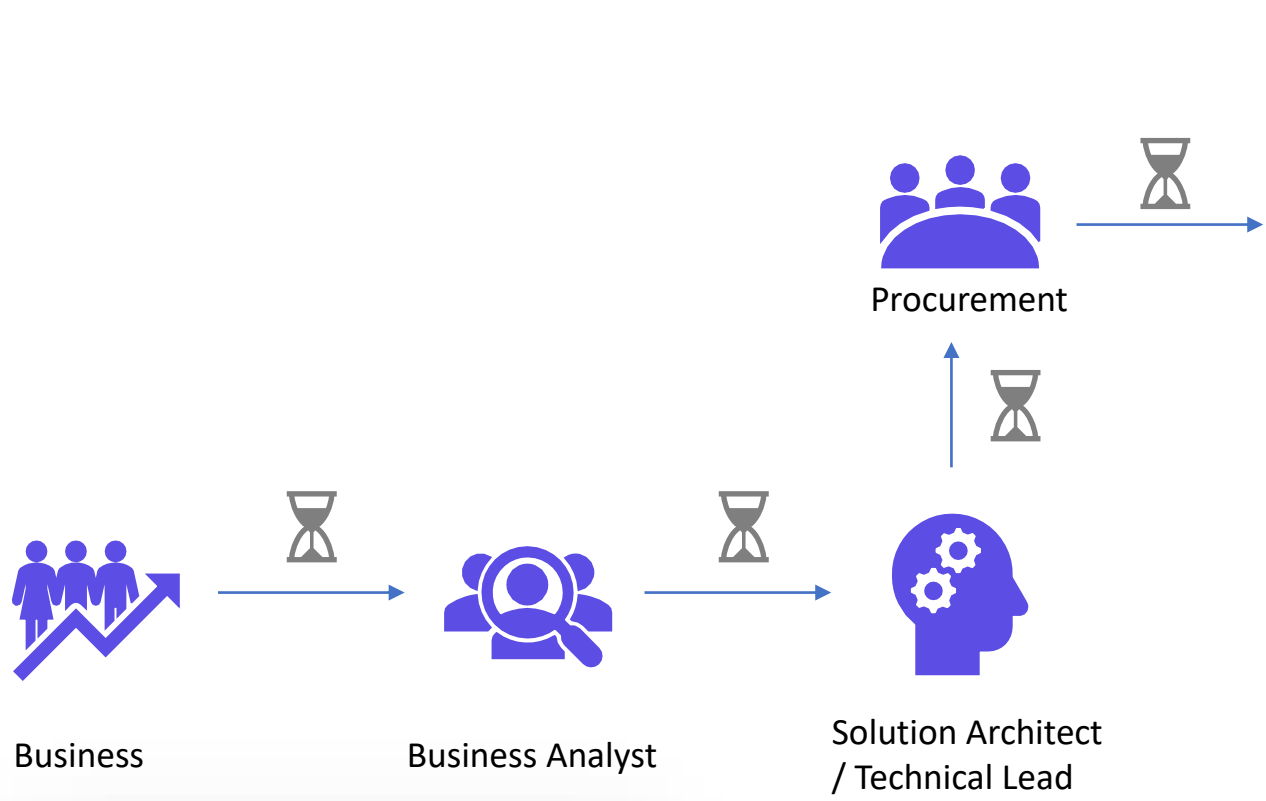 Procurement
Business
Business Analyst
Solution Architect
/ Technical Lead